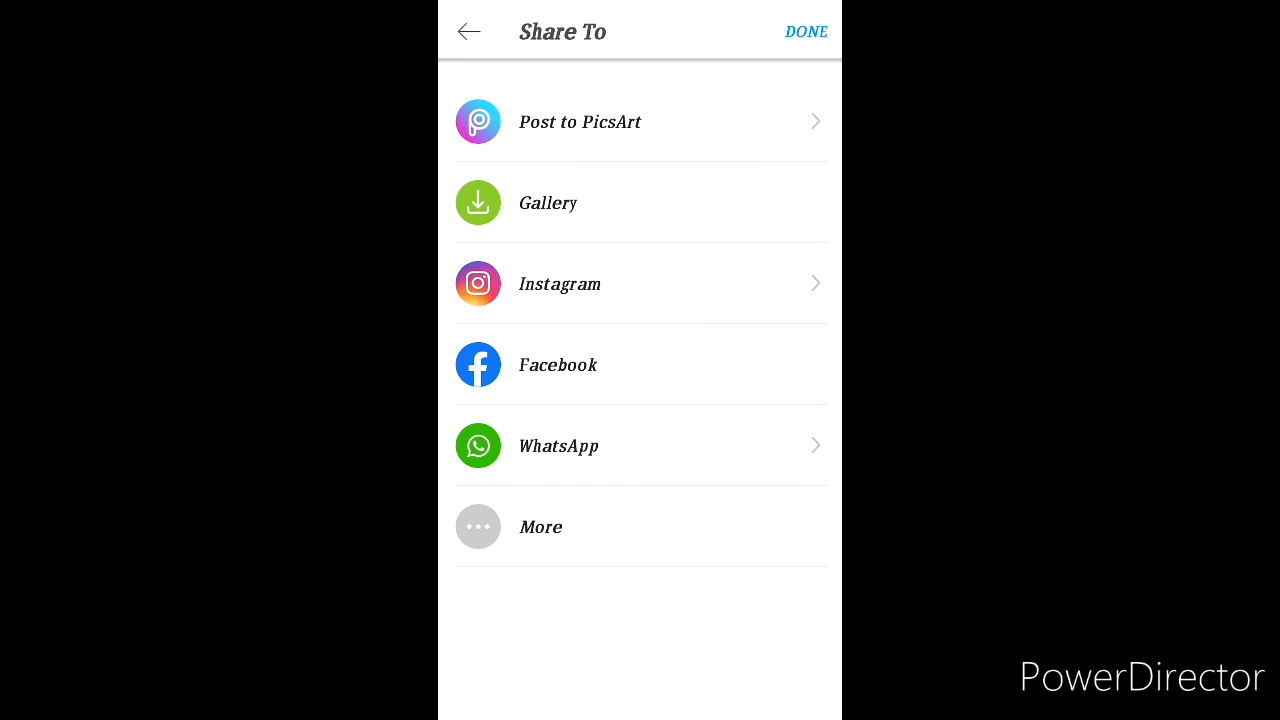 Share To
DONE
Post to PicsArt
Gallery
Instagram
Facebook
WhatsApp
More
PowerDirector